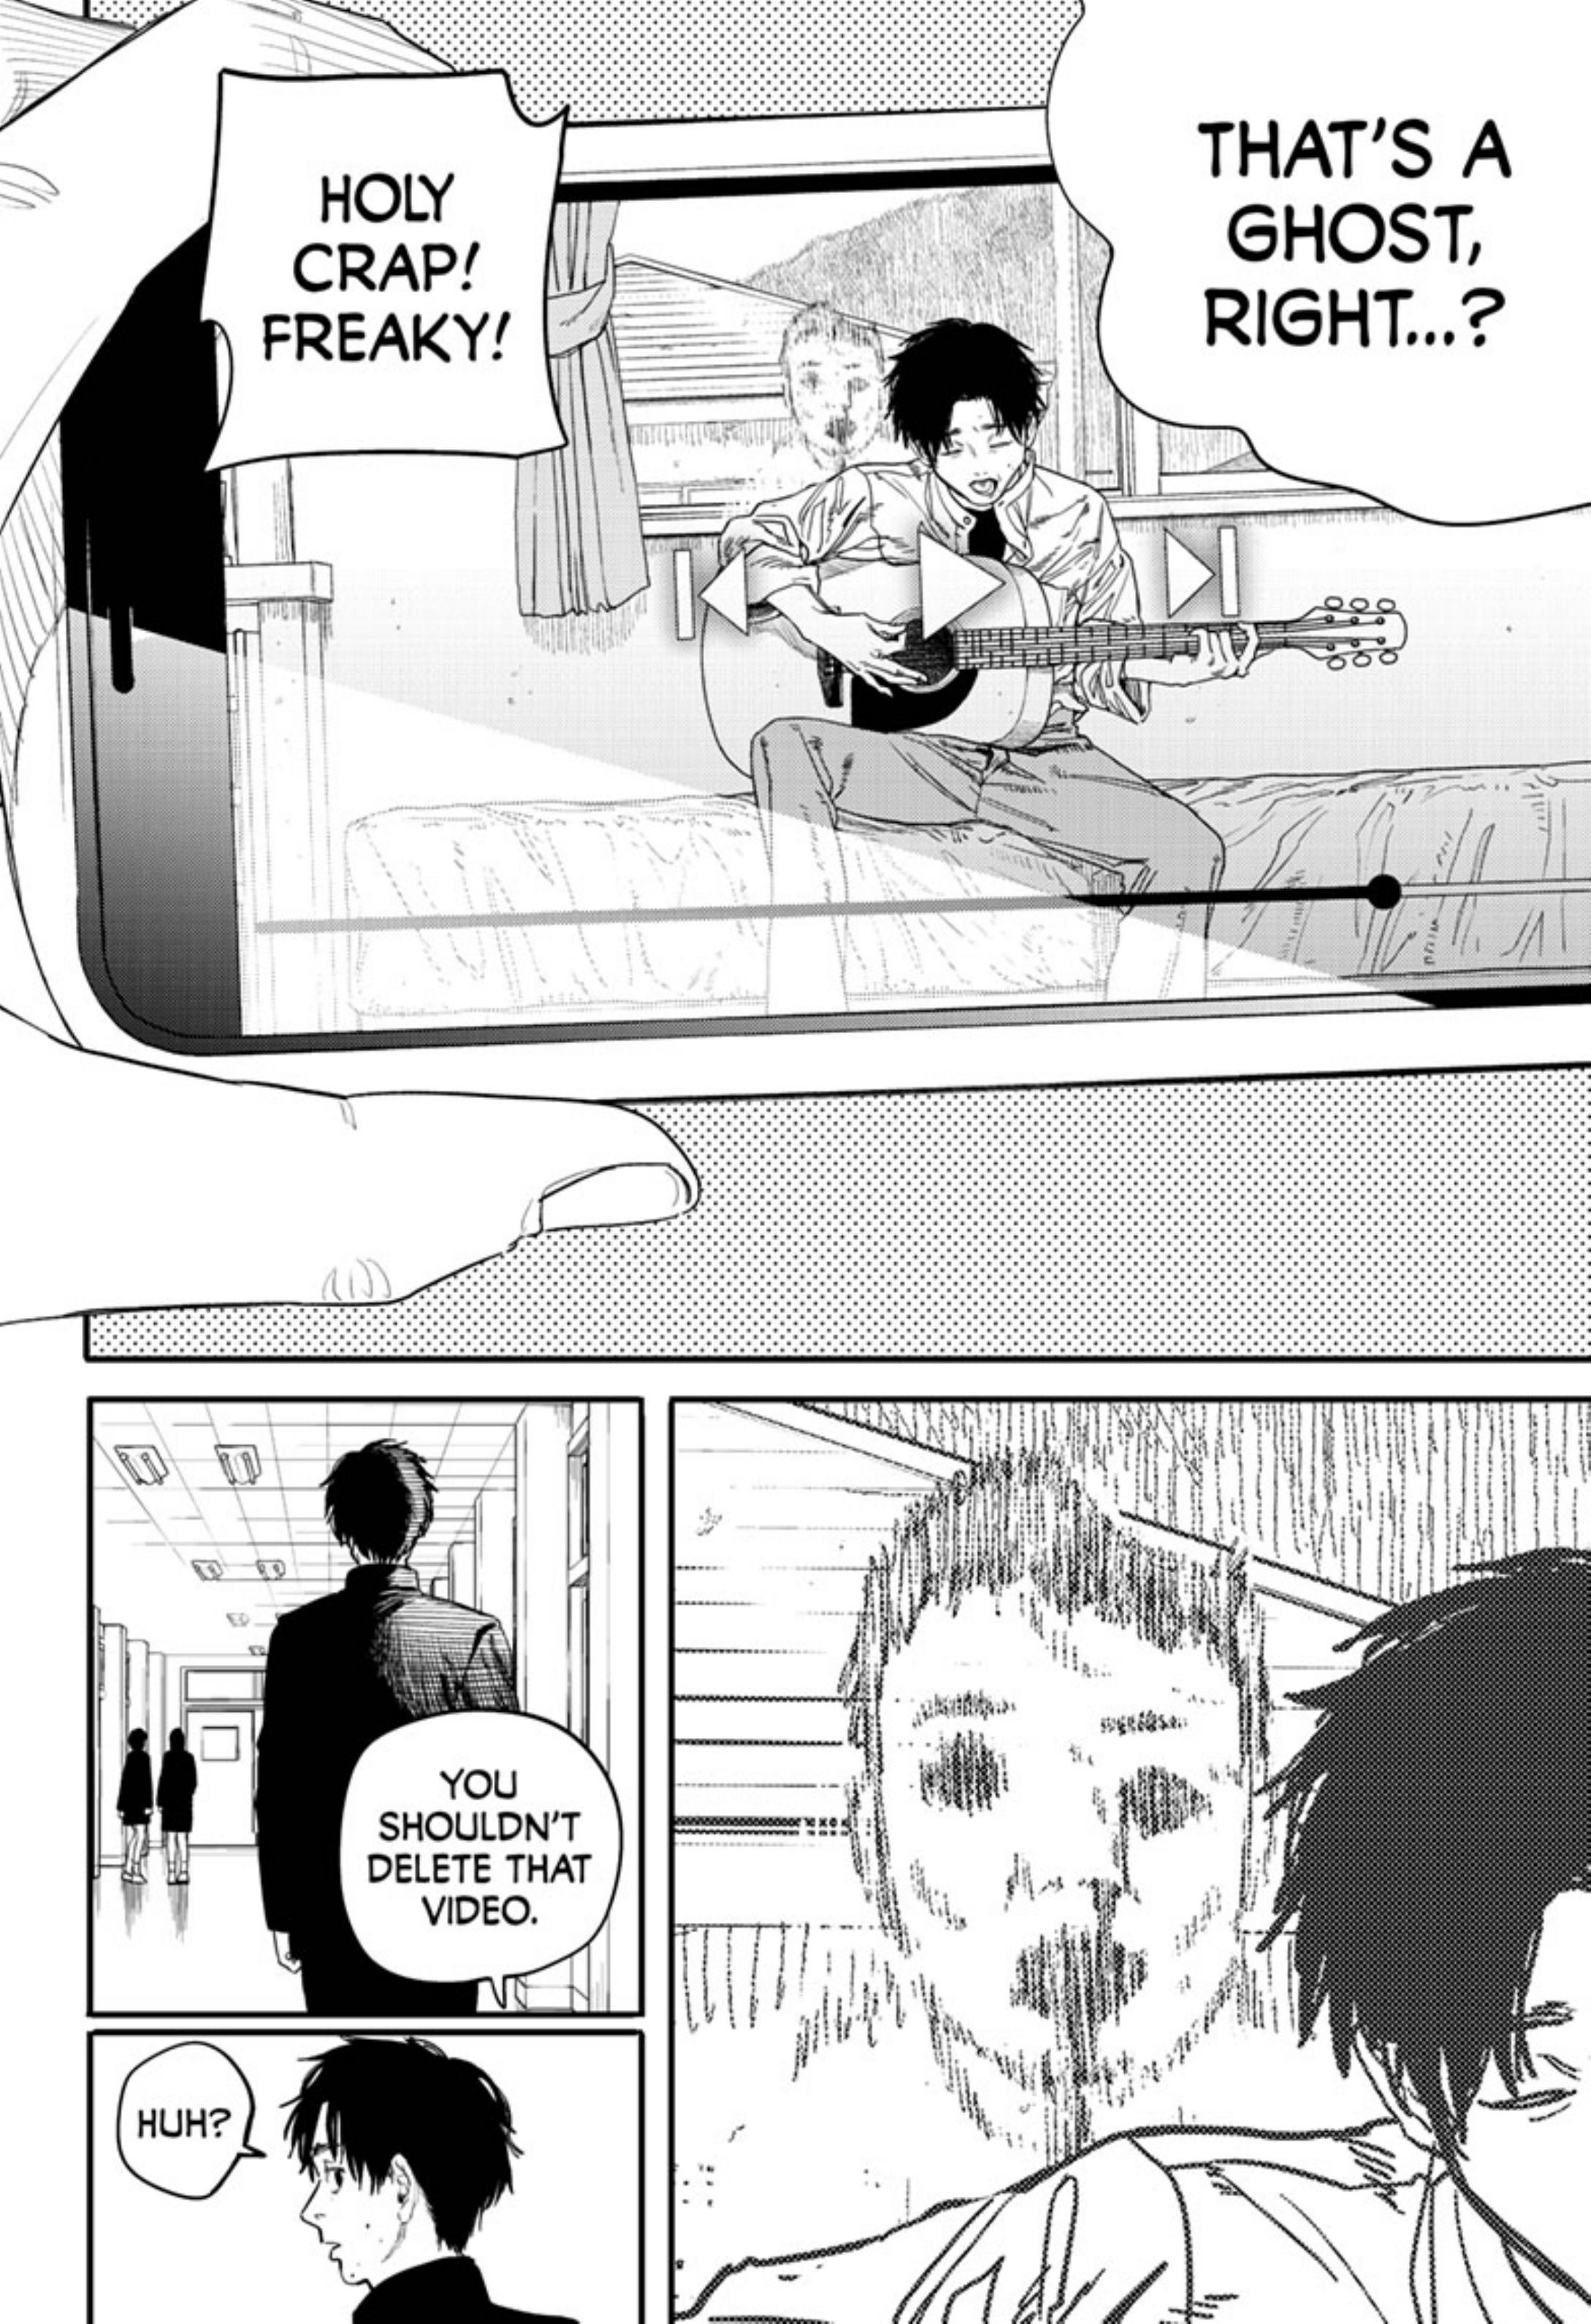 THAT'S A
GHOST,
RIGHT...?
HOLY
CRAP!
FREAKY!
YOU
SHOULDN'T
DELETE THAT
VIDEO.
HUH?